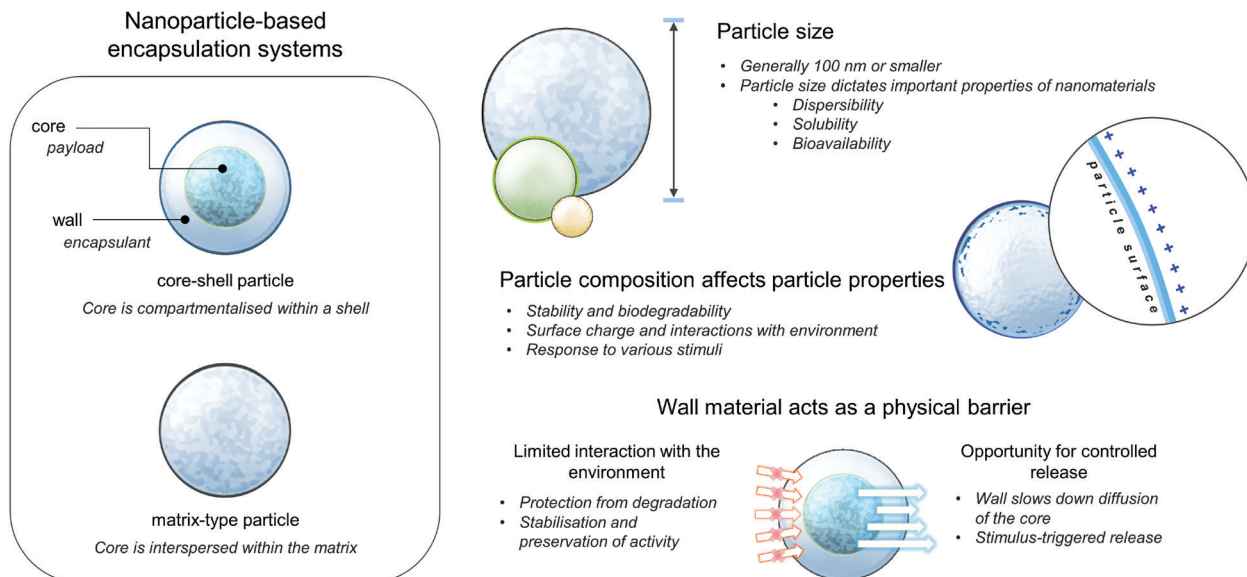 Nanoparticle-based
encapsulation systems
core
payload
wall
encapsulant
core-shell particle
Core is compartmentalised within a shell
matrix-type particle
Core is interspersed within the matrix
Particle size
• Generally 100 nm or smaller
• Particle size dictates important properties of nanomaterials
• Dispersibility
• Solubility
• Bioavailability
particle surface
+ + + + + + + + + +
Particle composition affects particle properties
• Stability and biodegradability
• Surface charge and interactions with environment
• Response to various stimuli
Wall material acts as a physical barrier
Limited interaction with the
environment
• Protection from degradation
• Stabilisation and
preservation of activity
Opportunity for controlled
release
• Wall slows down diffusion
of the core
• Stimulus-triggered release